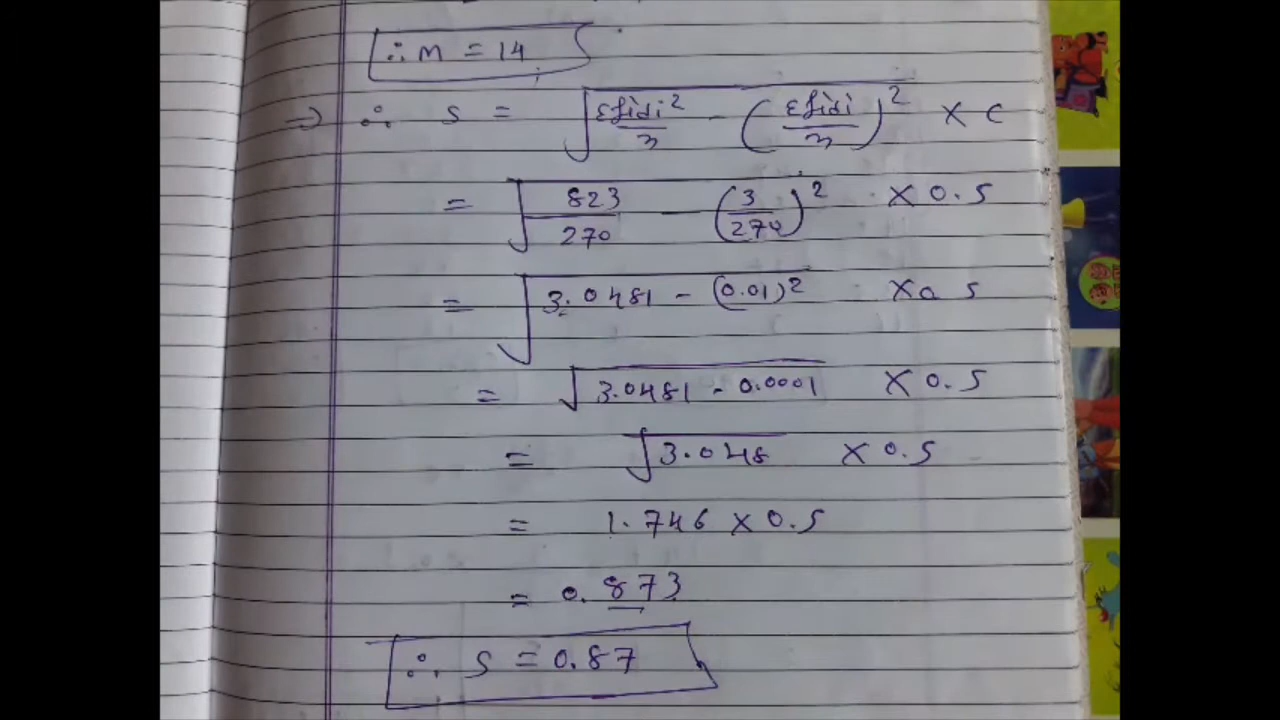 ∴ M = 14
⇒ ∴ S = √(Σfidi²/n - (Σfidi/n)²) × C
= √(823/270 - (3/270)²) × 0.5
= √(3.0481 - (0.01)²) × 0.5
= √(3.0481 - 0.0001) × 0.5
= √3.048 × 0.5
= 1.746 × 0.5
= 0.873
∴ S = 0.87